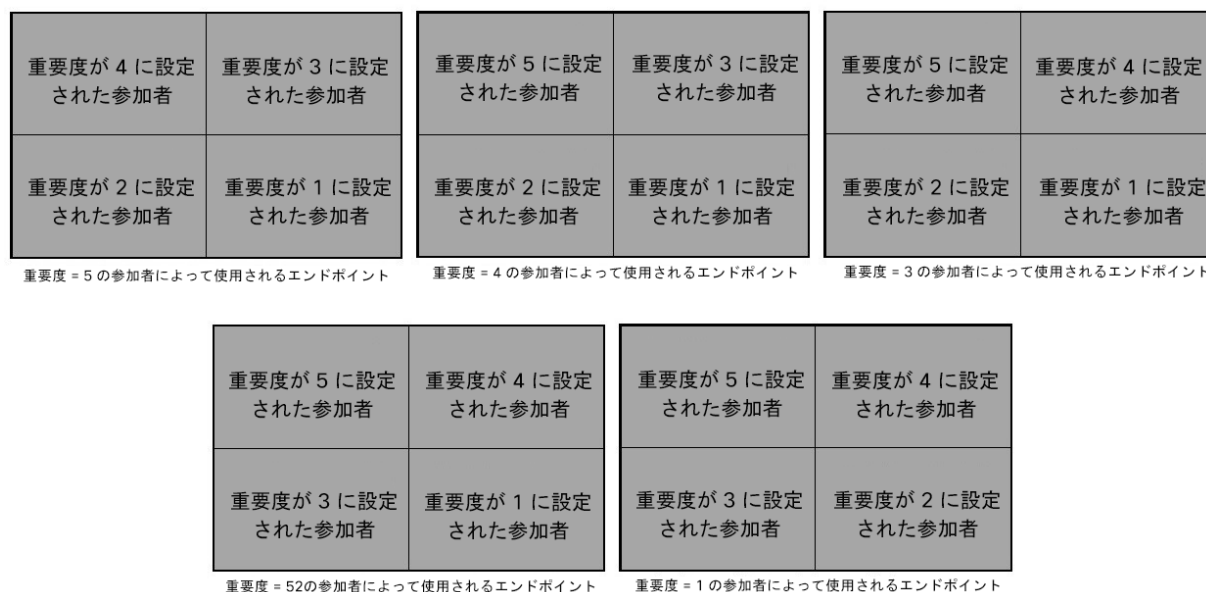 重要度が 4 に設定
された参加者
重要度が 3 に設定
された参加者
重要度が 2 に設定
された参加者
重要度が 1 に設定
された参加者
重要度 = 5 の参加者によって使用されるエンドポイント
重要度が 5 に設定
された参加者
重要度が 3 に設定
された参加者
重要度が 2 に設定
された参加者
重要度が 1 に設定
された参加者
重要度 = 4 の参加者によって使用されるエンドポイント
重要度が 5 に設定
された参加者
重要度が 4 に設定
された参加者
重要度が 2 に設定
された参加者
重要度が 1 に設定
された参加者
重要度 = 3 の参加者によって使用されるエンドポイント
重要度が 5 に設定
された参加者
重要度が 4 に設定
された参加者
重要度が 3 に設定
された参加者
重要度が 1 に設定
された参加者
重要度 = 52の参加者によって使用されるエンドポイント
重要度が 5 に設定
された参加者
重要度が 4 に設定
された参加者
重要度が 3 に設定
された参加者
重要度が 2 に設定
された参加者
重要度 = 1 の参加者によって使用されるエンドポイント